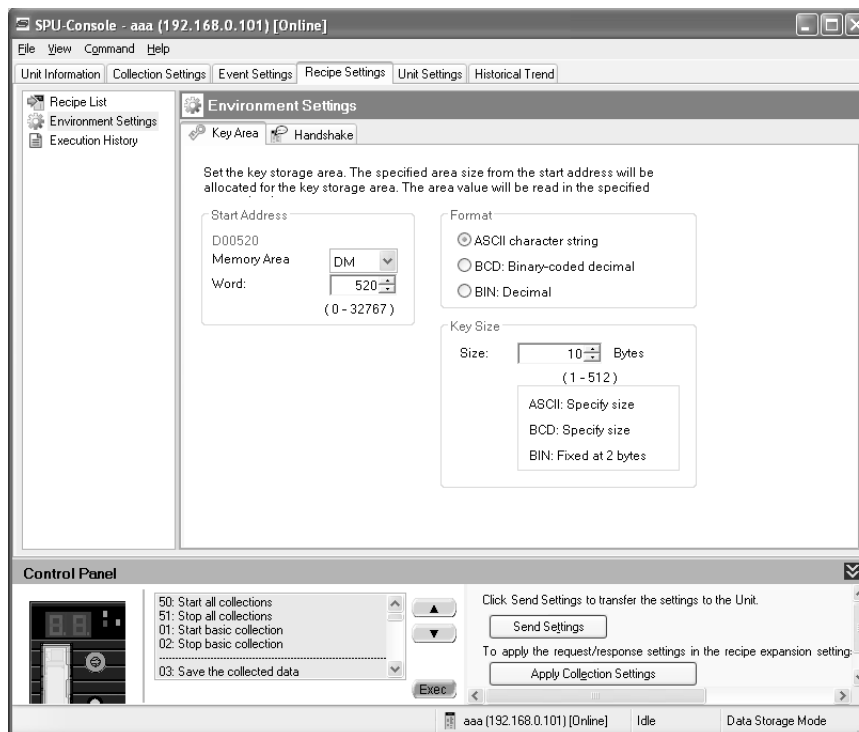 SPU-Console - aaa (192.168.0.101) [Online]
File View Command Help
Unit Information Collection Settings Event Settings Recipe Settings Unit Settings Historical Trend
Recipe List
Environment Settings
Execution History
Environment Settings
Key Area Handshake
Set the key storage area. The specified area size from the start address will be
allocated for the key storage area. The area value will be read in the specified
Start Address
D00520
Memory Area DM
Word: 520
( 0 - 32767 )
Format
ASCII character string
BCD: Binary-coded decimal
BIN: Decimal
Key Size
Size: 10 Bytes
( 1 - 512 )
ASCII: Specify size
BCD: Specify size
BIN: Fixed at 2 bytes
Control Panel
8.8.
50: Start all collections
51: Stop all collections
01: Start basic collection
02: Stop basic collection
03: Save the collected data
Exec
Click Send Settings to transfer the settings to the Unit.
Send Settings
To apply the request/response settings in the recipe expansion setting
Apply Collection Settings
aaa (192.168.0.101) [Online] Idle Data Storage Mode